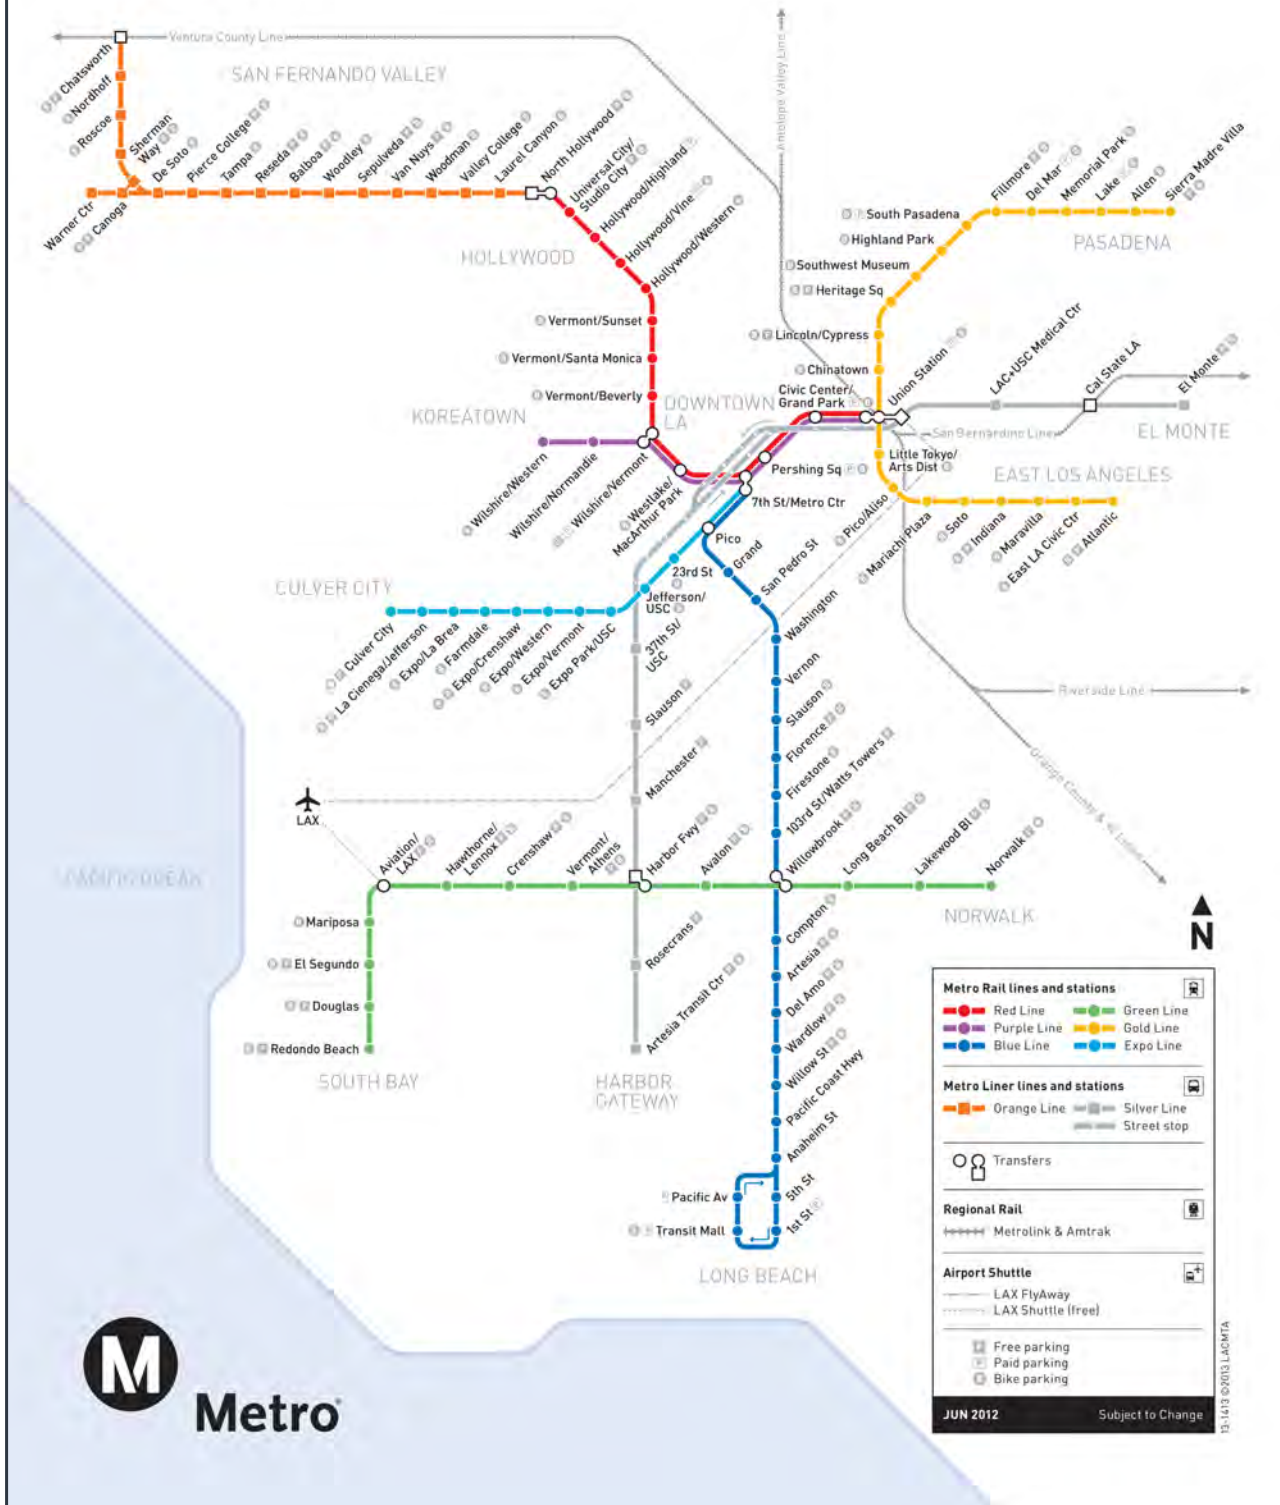 Ventura County Line
Antelope Valley Line
SAN FERNANDO VALLEY
Chatsworth
Nordhoff
Roscoe
Sherman
Way
Warner Ctr
Canoga
De Soto
Pierce College
Tampa
Reseda
Balboa
Woodley
Sepulveda
Van Nuys
Woodman
Valley College
Laurel Canyon
North Hollywood
Universal City/
Studio City
Hollywood/Highland
Hollywood/Vine
Hollywood/Western
HOLLYWOOD
Vermont/Sunset
Vermont/Santa Monica
Vermont/Beverly
KOREATOWN
DOWNTOWN
LA
Wilshire/Western
Wilshire/Normandie
Wilshire/Vermont
Westlake/
MacArthur Park
Civic Center/
Grand Park
Pershing Sq
7th St/Metro Ctr
Union Station
Fillmore
Del Mar
Memorial Park
Lake
Allen
Sierra Madre Villa
PASADENA
South Pasadena
Highland Park
Southwest Museum
Heritage Sq
Lincoln/Cypress
Chinatown
LAC+USC Medical Ctr
Cal State LA
El Monte
San Bernardino Line
EL MONTE
Little Tokyo/
Arts Dist
EAST LOS ANGELES
Pico/Aliso
Mariachi Plaza
Soto
Indiana
Maravilla
East LA Civic Ctr
Atlantic
Pico
Grand
San Pedro St
Washington
Vernon
Slauson
Florence
Firestone
103rd St/Watts Towers
Willowbrook
23rd St
Jefferson/
USC
CULVER CITY
Culver City
La Cienega/Jefferson
Expo/La Brea
Farmdale
Expo/Crenshaw
Expo/Western
Expo/Vermont
Expo Park/USC
37th St/
USC
Slauson
Manchester
Riverside Line
Orange County & 91 Lines
LAX
PACIFIC OCEAN
Aviation/
LAX
Hawthorne/
Lennox
Crenshaw
Vermont/
Athens
Harbor Fwy
Avalon
Long Beach Bl
Lakewood Bl
Norwalk
NORWALK
Mariposa
El Segundo
Douglas
Redondo Beach
SOUTH BAY
Rosecrans
Artesia Transit Ctr
HARBOR
GATEWAY
Compton
Artesia
Del Amo
Wardlow
Willow St
Pacific Coast Hwy
Anaheim St
5th St
1st St
Pacific Av
Transit Mall
LONG BEACH
N
Metro Rail lines and stations
Red Line
Green Line
Purple Line
Gold Line
Blue Line
Expo Line
Metro Liner lines and stations
Orange Line
Silver Line
Street stop
Transfers
Regional Rail
Metrolink & Amtrak
Airport Shuttle
LAX FlyAway
LAX Shuttle (free)
Free parking
Paid parking
Bike parking
JUN 2012
Subject to Change
13-1413 ©2013 LACMTA
M
Metro